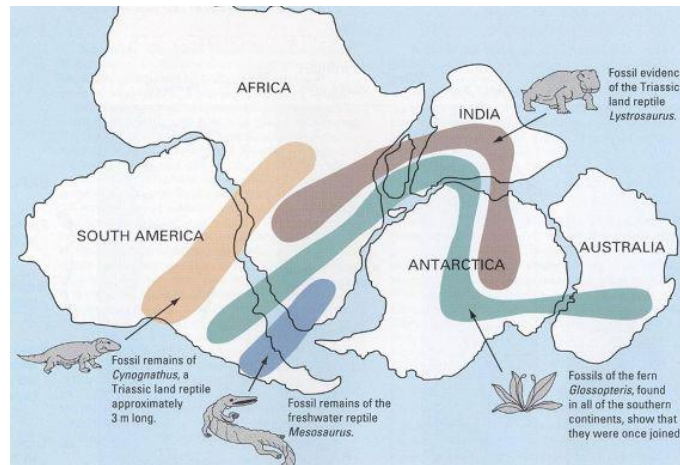 AFRICA
INDIA
SOUTH AMERICA
ANTARCTICA
AUSTRALIA
Fossil evidenc
of the Triassic
land reptile
Lystrosaurus.
Fossil remains of
Cynognathus, a
Triassic land reptile
approximately
3 m long.
Fossil remains of the
freshwater reptile
Mesosaurus.
Fossils of the fern
Glossopteris, found
in all of the southern
continents, show that
they were once joined